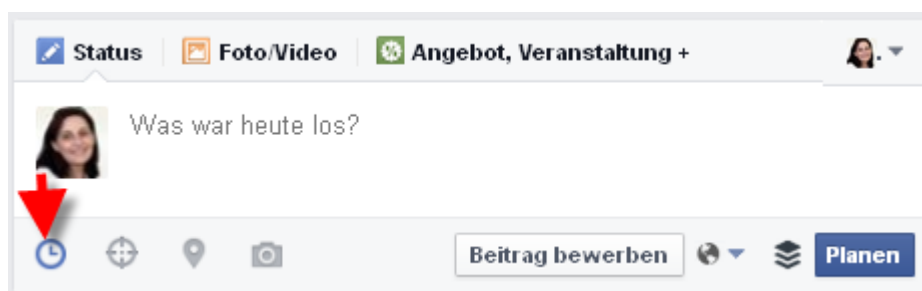 Status Foto/Video Angebot, Veranstaltung +
Was war heute los?
Beitrag bewerben Planen